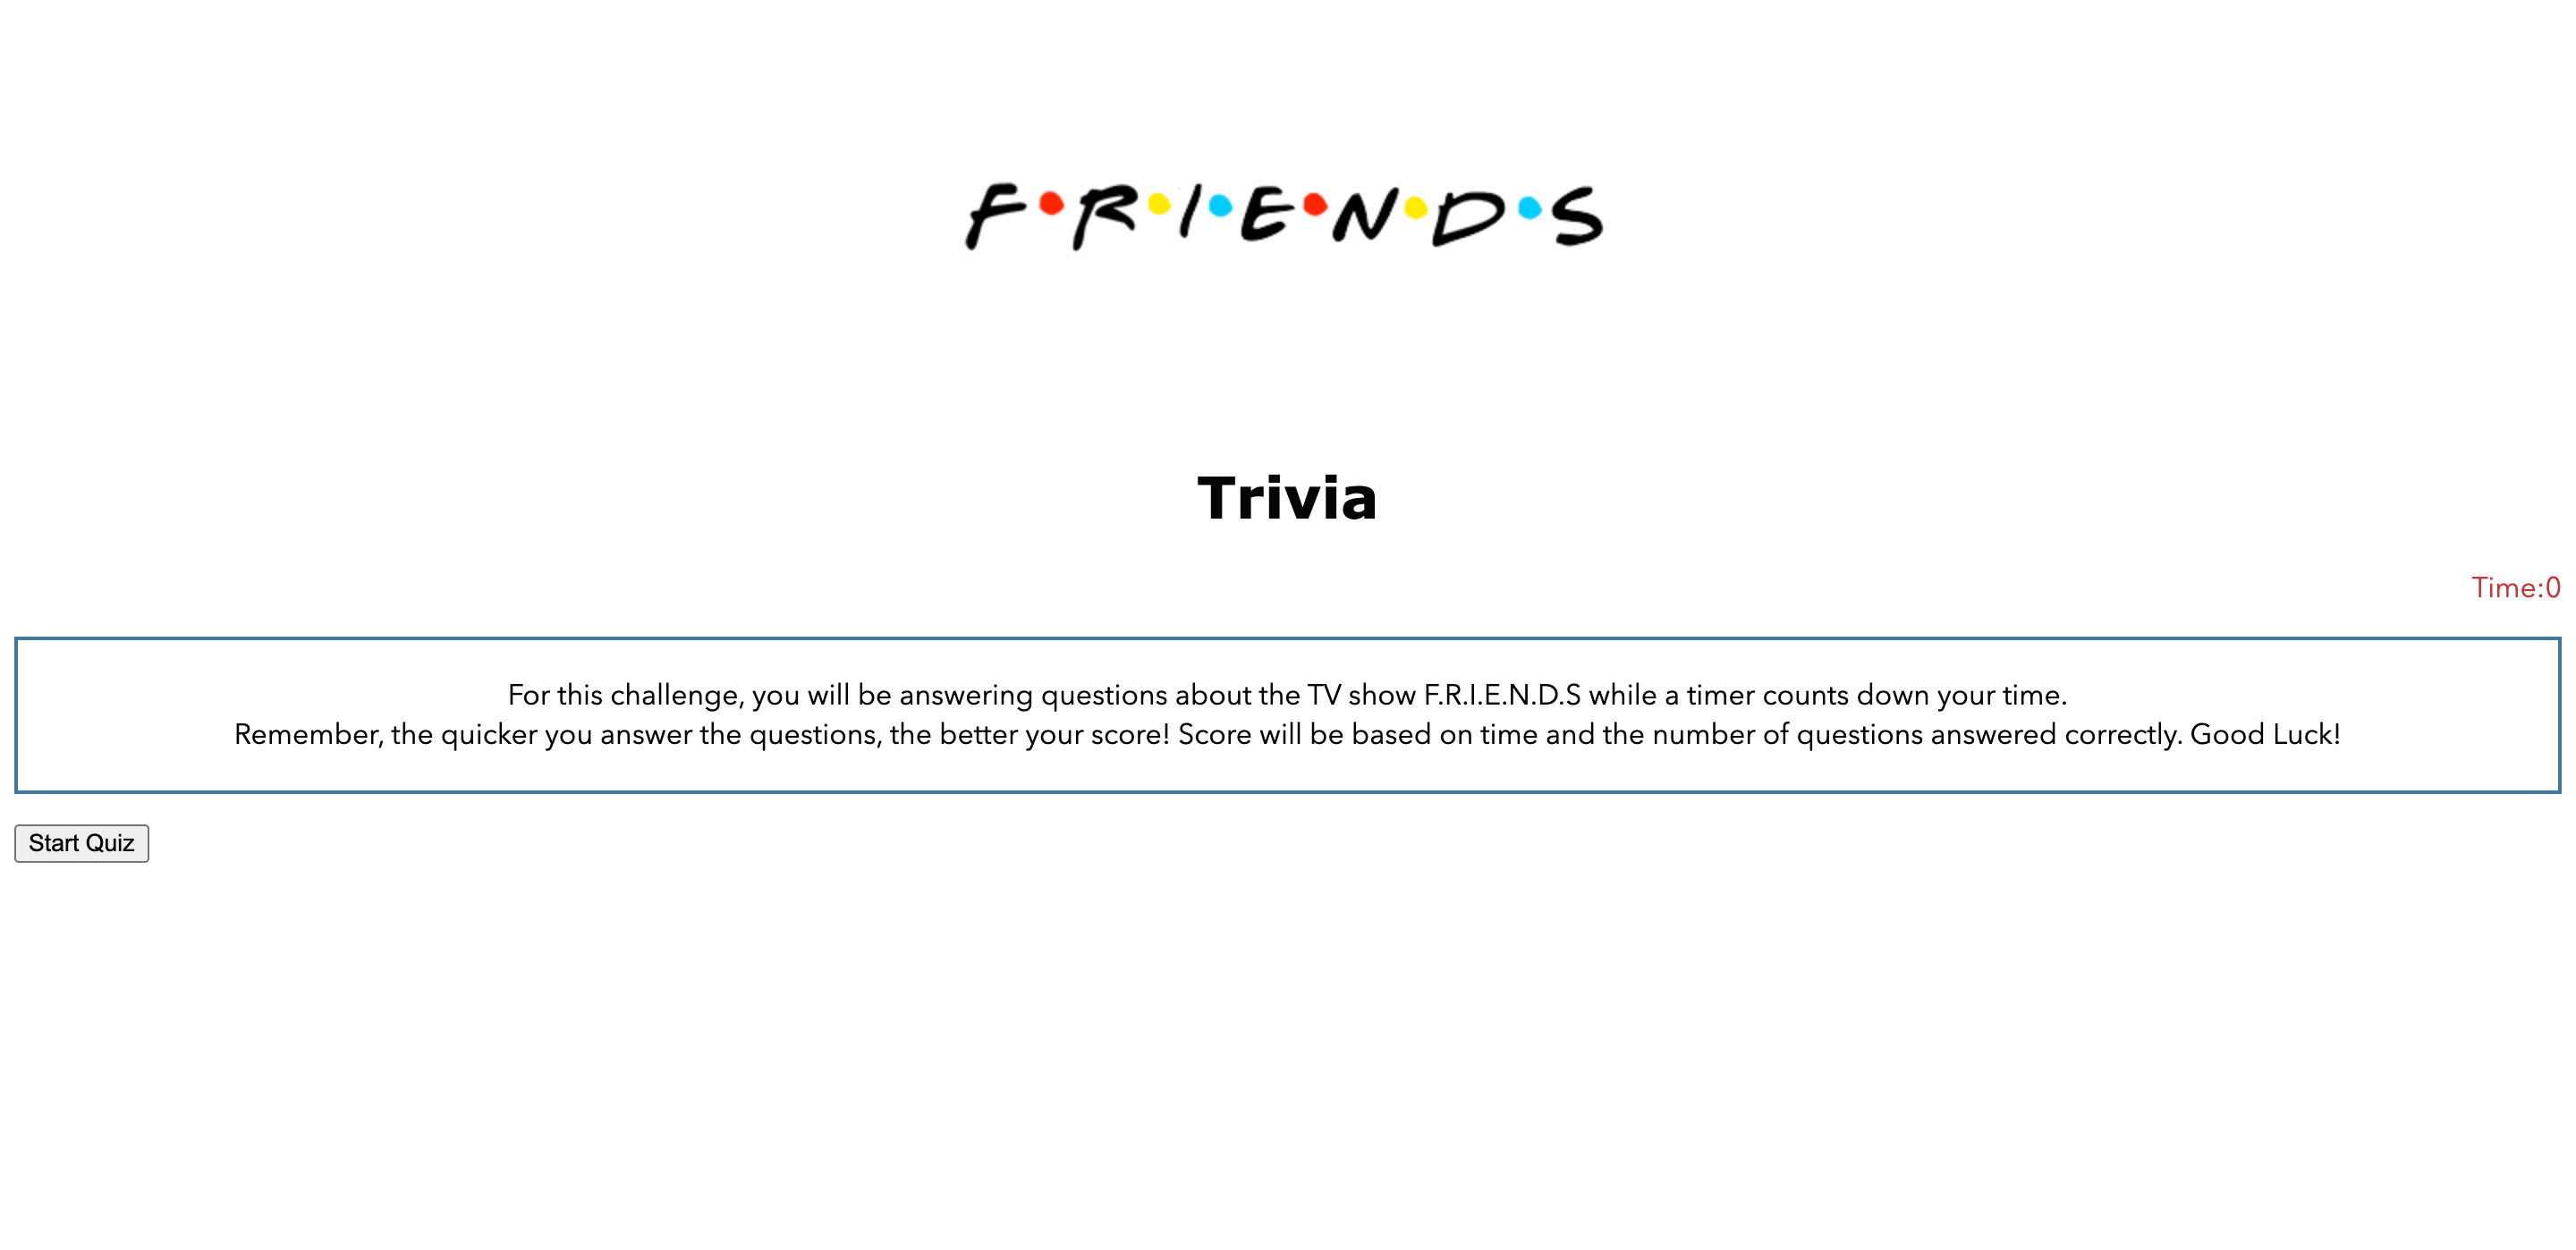 F•R•I•E•N•D•S
Trivia
Time:0
For this challenge, you will be answering questions about the TV show F.R.I.E.N.D.S while a timer counts down your time.
Remember, the quicker you answer the questions, the better your score! Score will be based on time and the number of questions answered correctly. Good Luck!
Start Quiz